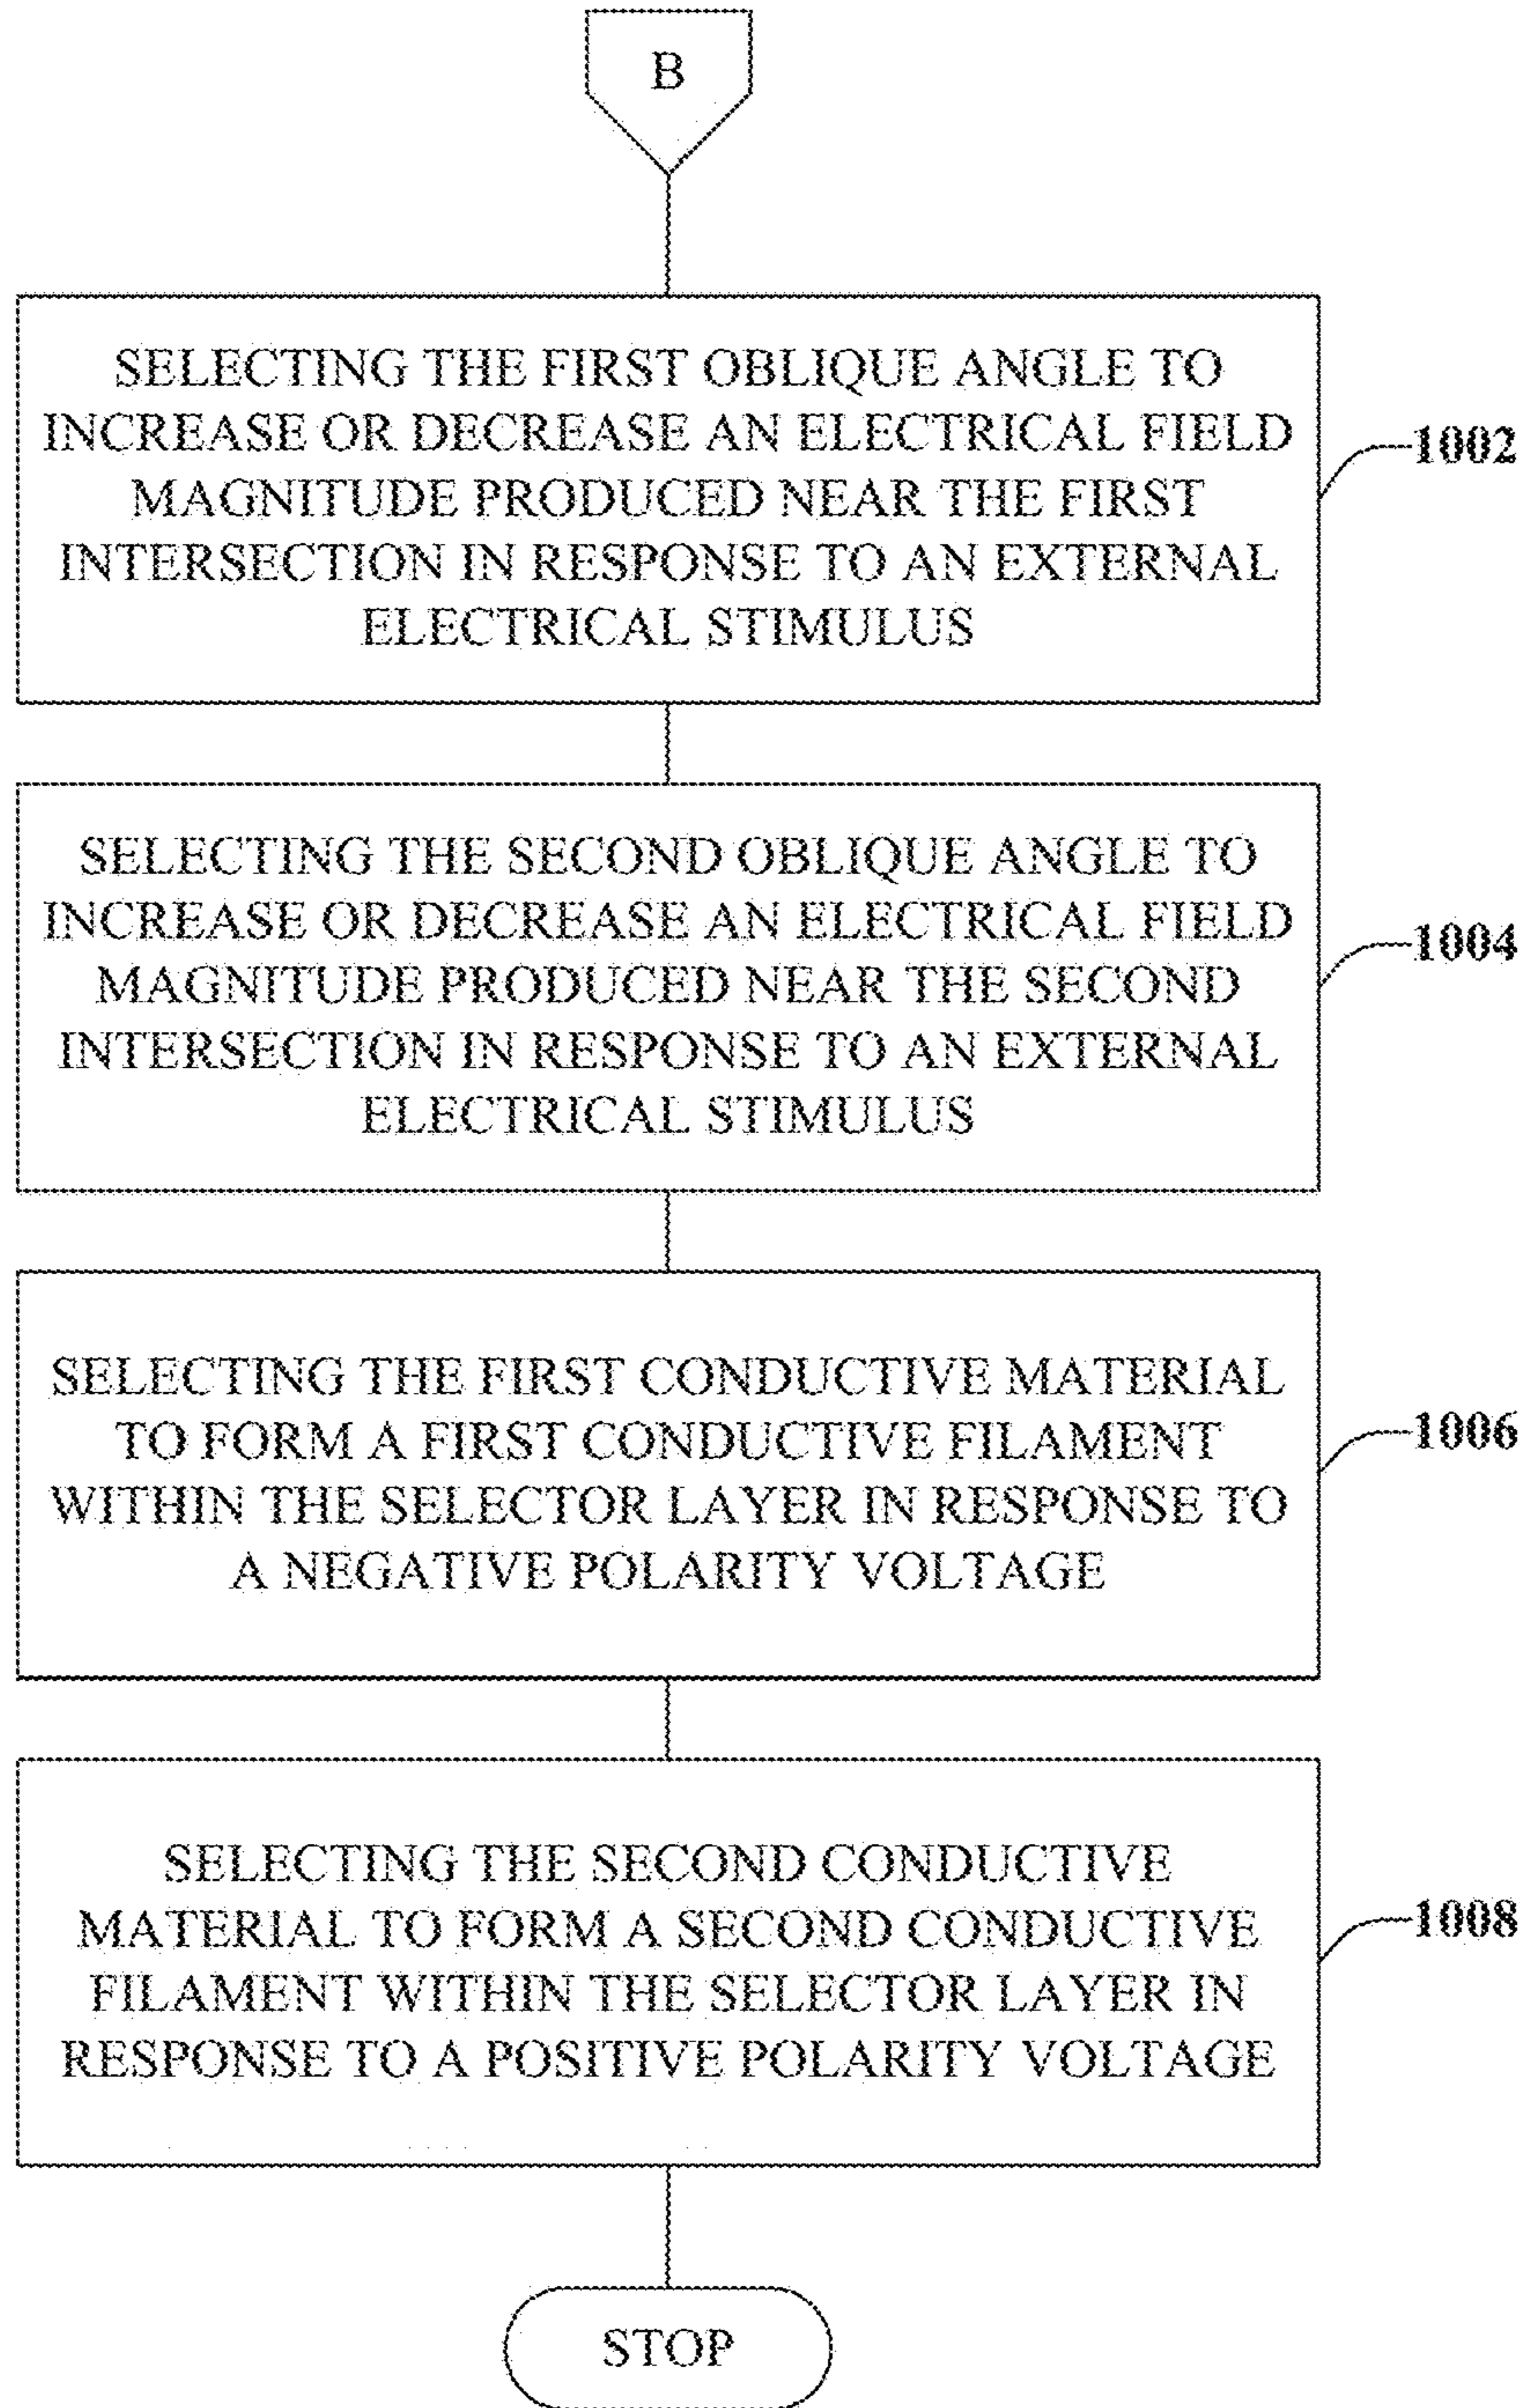 B
SELECTING THE FIRST OBLIQUE ANGLE TO
INCREASE OR DECREASE AN ELECTRICAL FIELD
MAGNITUDE PRODUCED NEAR THE FIRST
INTERSECTION IN RESPONSE TO AN EXTERNAL
ELECTRICAL STIMULUS
1002
SELECTING THE SECOND OBLIQUE ANGLE TO
INCREASE OR DECREASE AN ELECTRICAL FIELD
MAGNITUDE PRODUCED NEAR THE SECOND
INTERSECTION IN RESPONSE TO AN EXTERNAL
ELECTRICAL STIMULUS
1004
SELECTING THE FIRST CONDUCTIVE MATERIAL
TO FORM A FIRST CONDUCTIVE FILAMENT
WITHIN THE SELECTOR LAYER IN RESPONSE TO
A NEGATIVE POLARITY VOLTAGE
1006
SELECTING THE SECOND CONDUCTIVE
MATERIAL TO FORM A SECOND CONDUCTIVE
FILAMENT WITHIN THE SELECTOR LAYER IN
RESPONSE TO A POSITIVE POLARITY VOLTAGE
1008
STOP